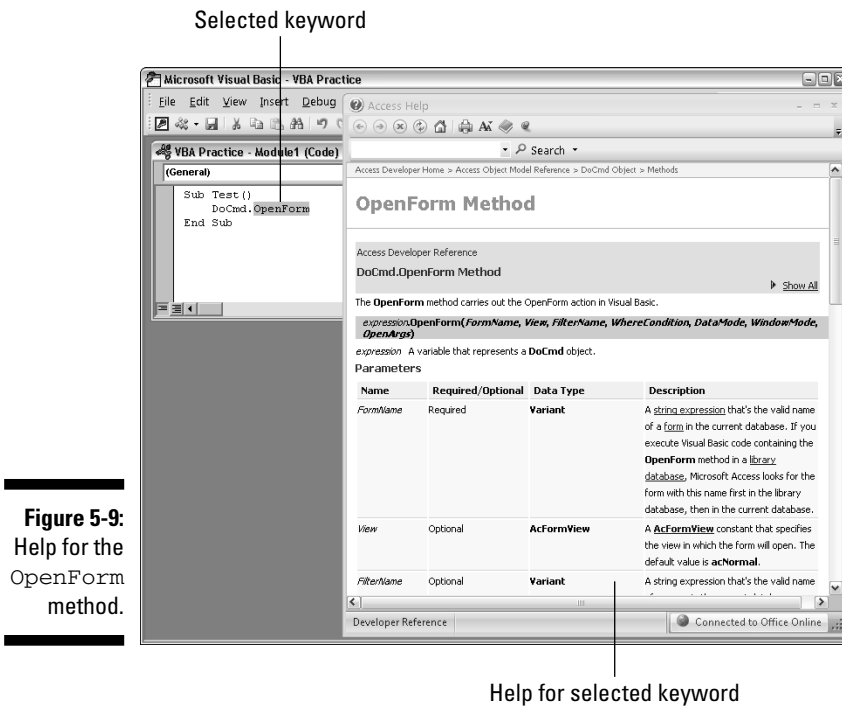 Selected keyword
Microsoft Visual Basic - VBA Practice
File Edit View Insert Debug
VBA Practice - Module1 (Code)
(General)
Sub Test()
DoCmd.OpenForm
End Sub
Access Help
Search
Access Developer Home > Access Object Model Reference > DoCmd Object > Methods
OpenForm Method
Access Developer Reference
DoCmd.OpenForm Method
Show All
The OpenForm method carries out the OpenForm action in Visual Basic.
expression.OpenForm(FormName, View, FilterName, WhereCondition, DataMode, WindowMode,
OpenArgs)
expression A variable that represents a DoCmd object.
Parameters
Name Required/Optional Data Type Description
FormName Required Variant A string expression that's the valid name
of a form in the current database. If you
execute Visual Basic code containing the
OpenForm method in a library
database, Microsoft Access looks for the
form with this name first in the library
database, then in the current database.
View Optional AcFormView A AcFormView constant that specifies
the view in which the form will open. The
default value is acNormal.
FilterName Optional Variant A string expression that's the valid name
Developer Reference
Connected to Office Online
Figure 5-9:
Help for the
OpenForm
method.
Help for selected keyword